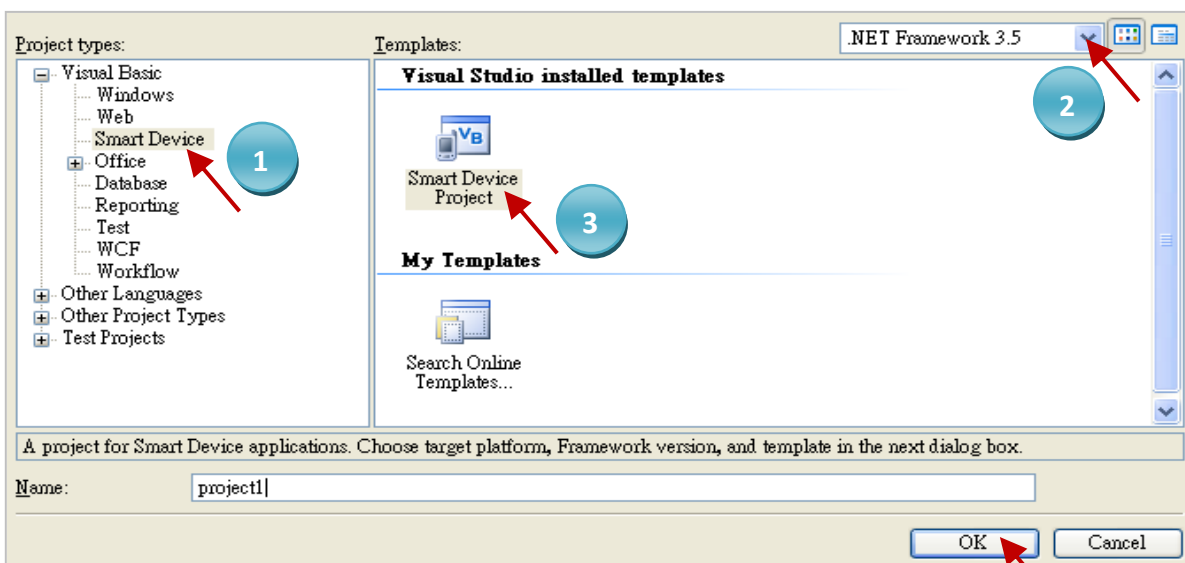 Project types:
Templates:
.NET Framework 3.5
Visual Basic
Windows
Web
Smart Device
Office
Database
Reporting
Test
WCF
Workflow
Other Languages
Other Project Types
Test Projects
1
Visual Studio installed templates
2
VB
Smart Device
Project
3
My Templates
Search Online
Templates...
A project for Smart Device applications. Choose target platform, Framework version, and template in the next dialog box.
Name:
project1
OK
Cancel